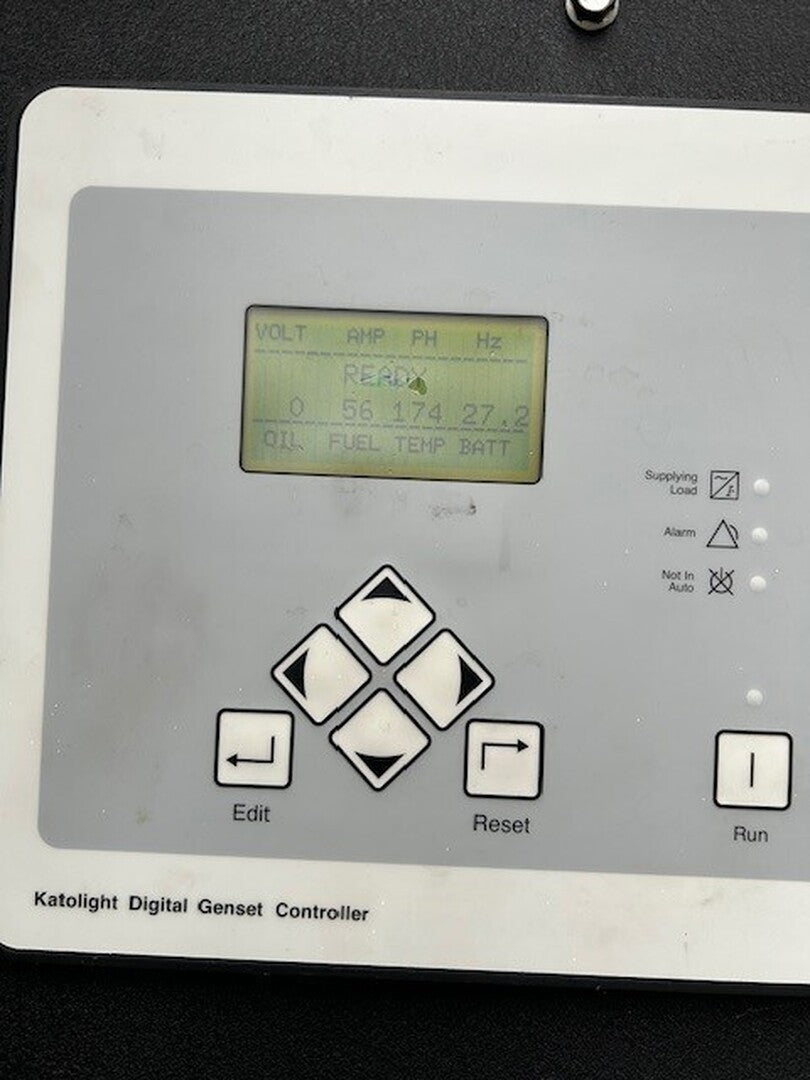 VOLT AMP PH Hz
READY
0 56 174 27.2
OIL FUEL TEMP BATT
Supplying
Load
Alarm
Not In
Auto
Edit
Reset
Run
Katolight Digital Genset Controller